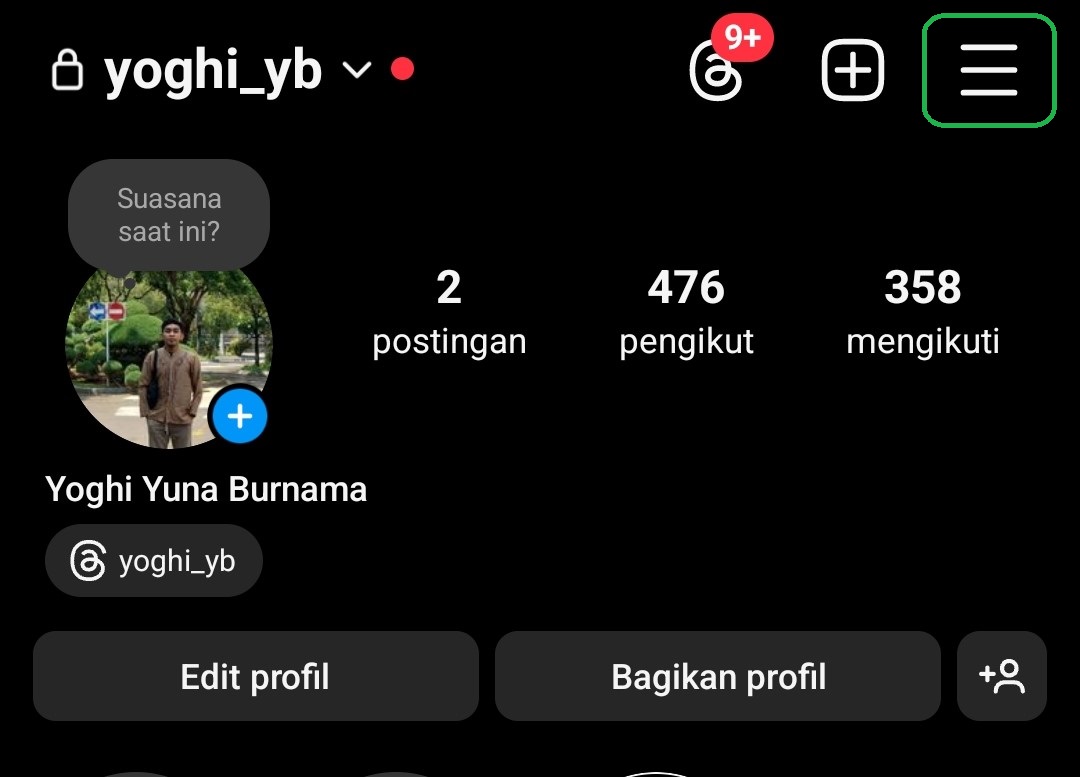 yoghi_yb
9+
Suasana
saat ini?
2
postingan
476
pengikut
358
mengikuti
Yoghi Yuna Burnama
yoghi_yb
Edit profil
Bagikan profil